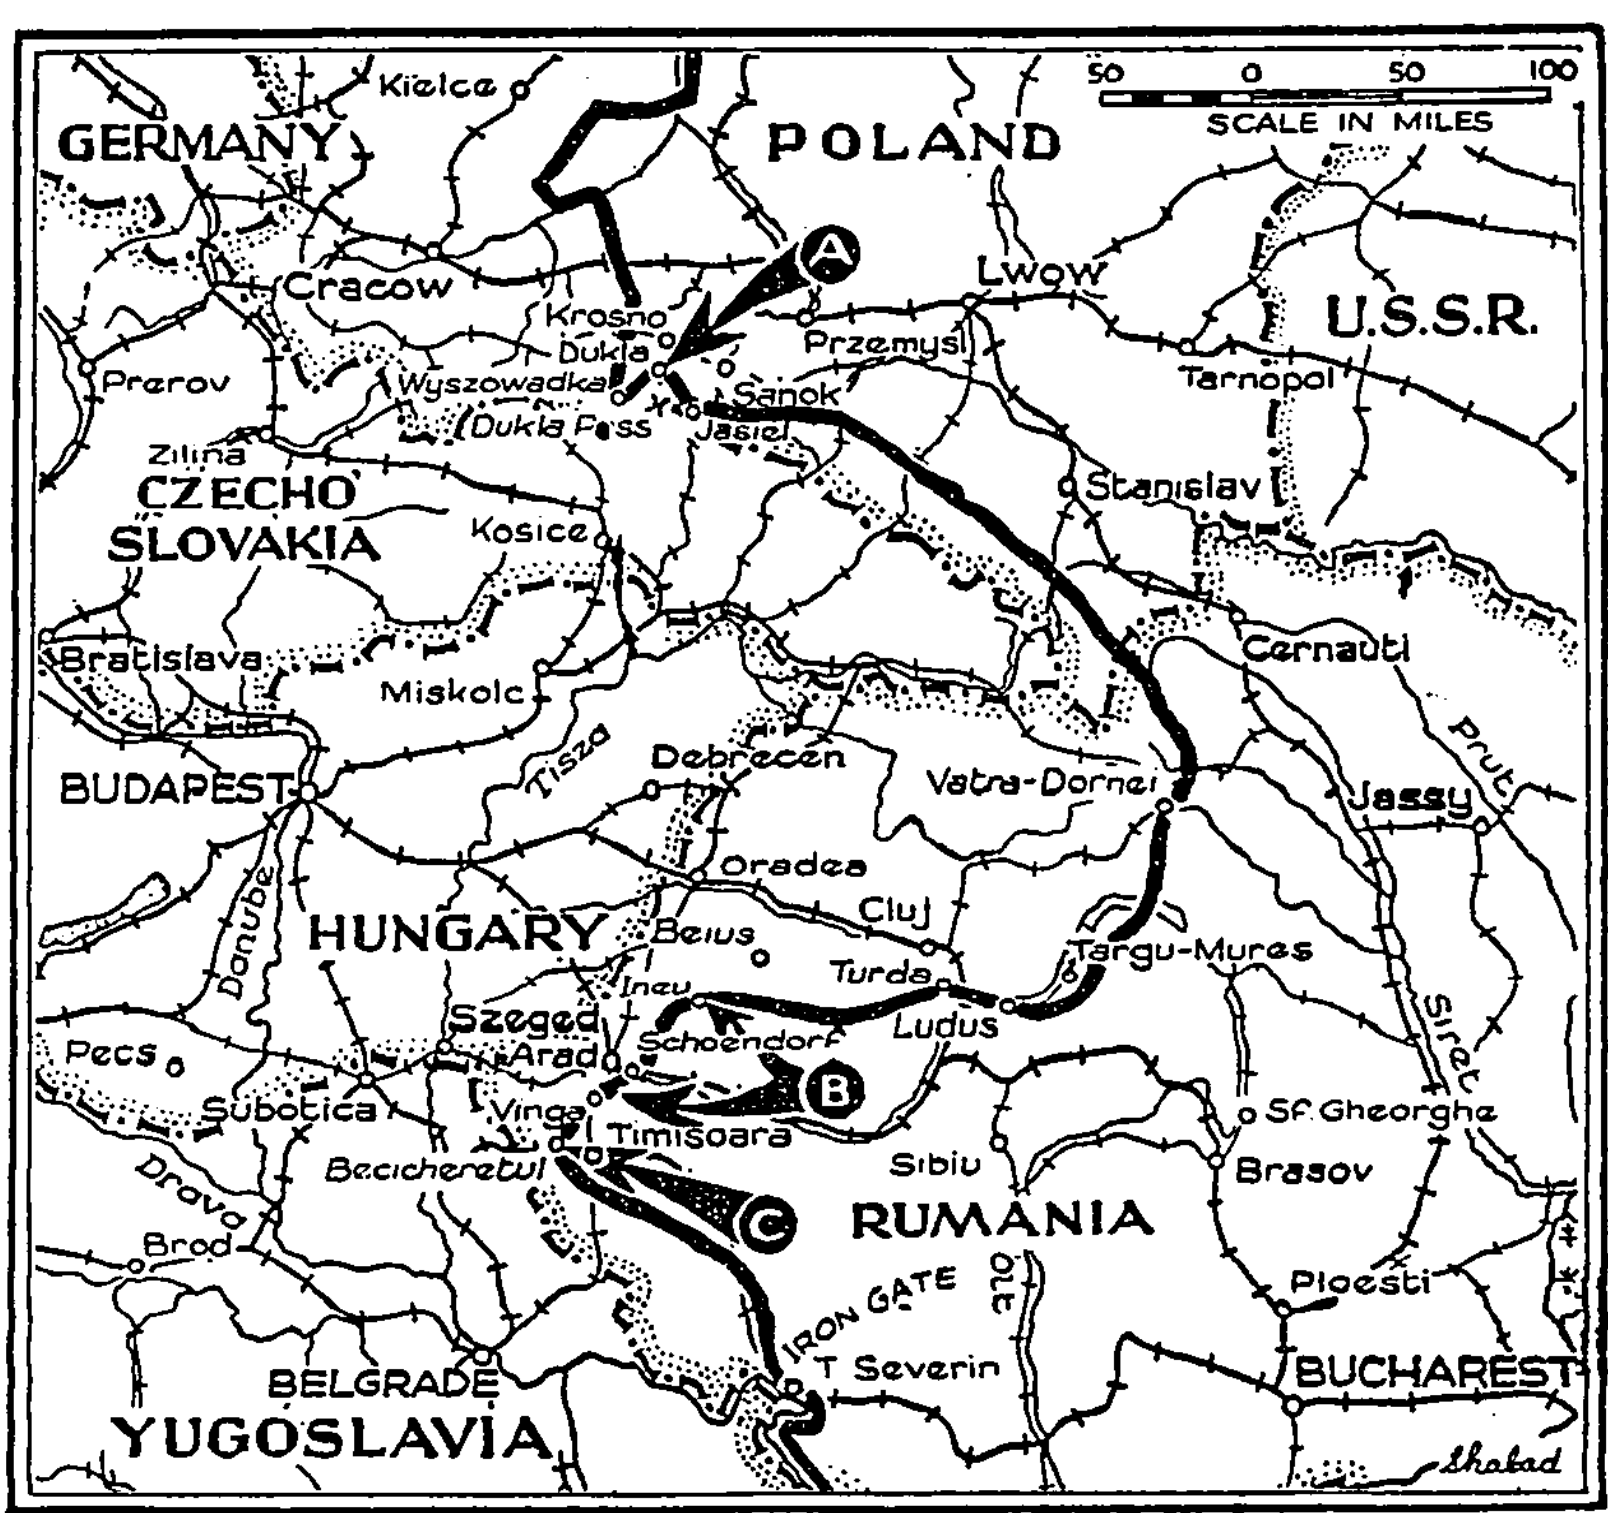 50 0 50 100
SCALE IN MILES
Kielce
GERMANY
POLAND
A
Cracow
Lwow
U.S.S.R.
Krosno
Przemysl
Dukla
Tarnopol
Prerov
Wyszowadka
Sanok
Dukla Pass
Jasiel
Zilina
CZECHO
SLOVAKIA
Stanislav
Kosice
Cernauti
Bratislava
Miskolc
Prut
Tisza
Debrecen
Vatra-Dornei
BUDAPEST
Jassy
Oradea
Danube
Cluj
HUNGARY
Beius
Targu-Mures
Turda
Ineu
Szeged
Ludus
Siret
Schoendorf
Arad
Pecs
B
Subotica
Vinga
Sf. Gheorghe
Timisoara
Becicheretul
Sibiu
Brasov
Drava
C
RUMANIA
Brod
Olt
Ploesti
IRON GATE
T Severin
BELGRADE
BUCHAREST
YUGOSLAVIA
Shabad